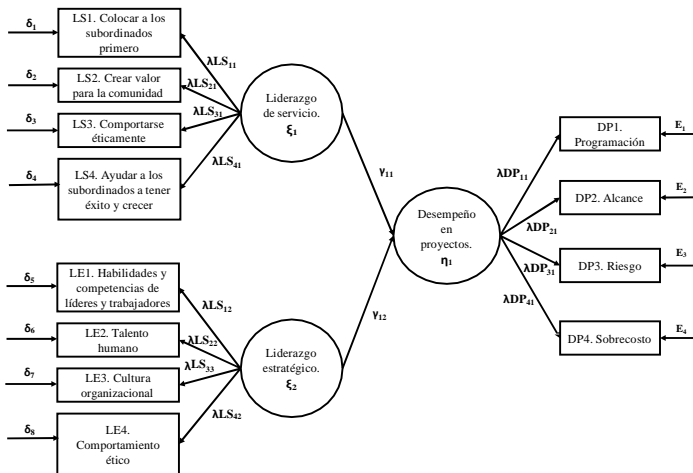 δ₁
LS1. Colocar a los
subordinados
primero
δ₂
LS2. Crear valor
para la comunidad
δ₃
LS3. Comportarse
éticamente
δ₄
LS4. Ayudar a los
subordinados a tener
éxito y crecer
λLS₁₁
λLS₂₁
λLS₃₁
λLS₄₁
Liderazgo
de servicio.
ξ₁
δ₅
LE1. Habilidades y
competencias de
líderes y trabajadores
δ₆
LE2. Talento
humano
δ₇
LE3. Cultura
organizacional
δ₈
LE4.
Comportamiento
ético
λLS₁₂
λLS₂₂
λLS₃₃
λLS₄₂
Liderazgo
estratégico.
ξ₂
γ₁₁
γ₁₂
Desempeño
en
proyectos.
η₁
λDP₁₁
λDP₂₁
λDP₃₁
λDP₄₁
DP1.
Programación
E₁
DP2. Alcance
E₂
DP3. Riesgo
E₃
DP4. Sobrecosto
E₄